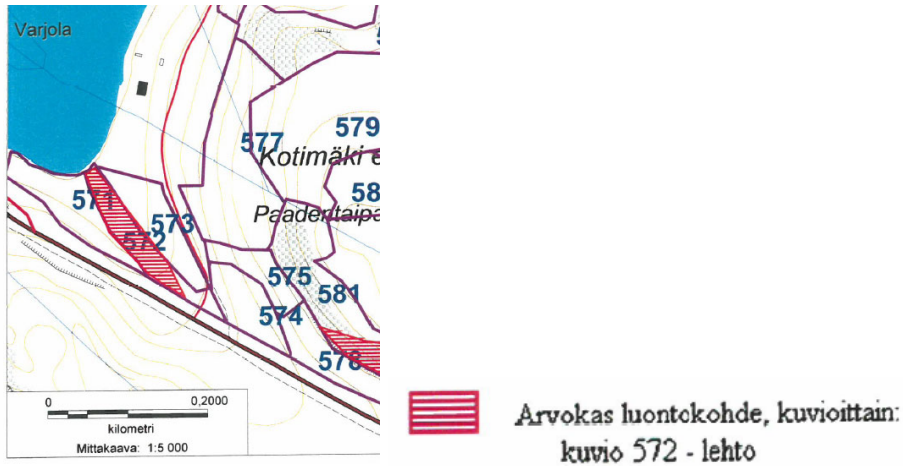 Varjola
579
577
Kotimäki e
58
571
573
Paadentaipa
572
575
581
574
578
0 0,2000
kilometri
Mittakaava: 1:5 000
Arvokas luontokohde, kuvioittain:
kuvio 572 - lehto